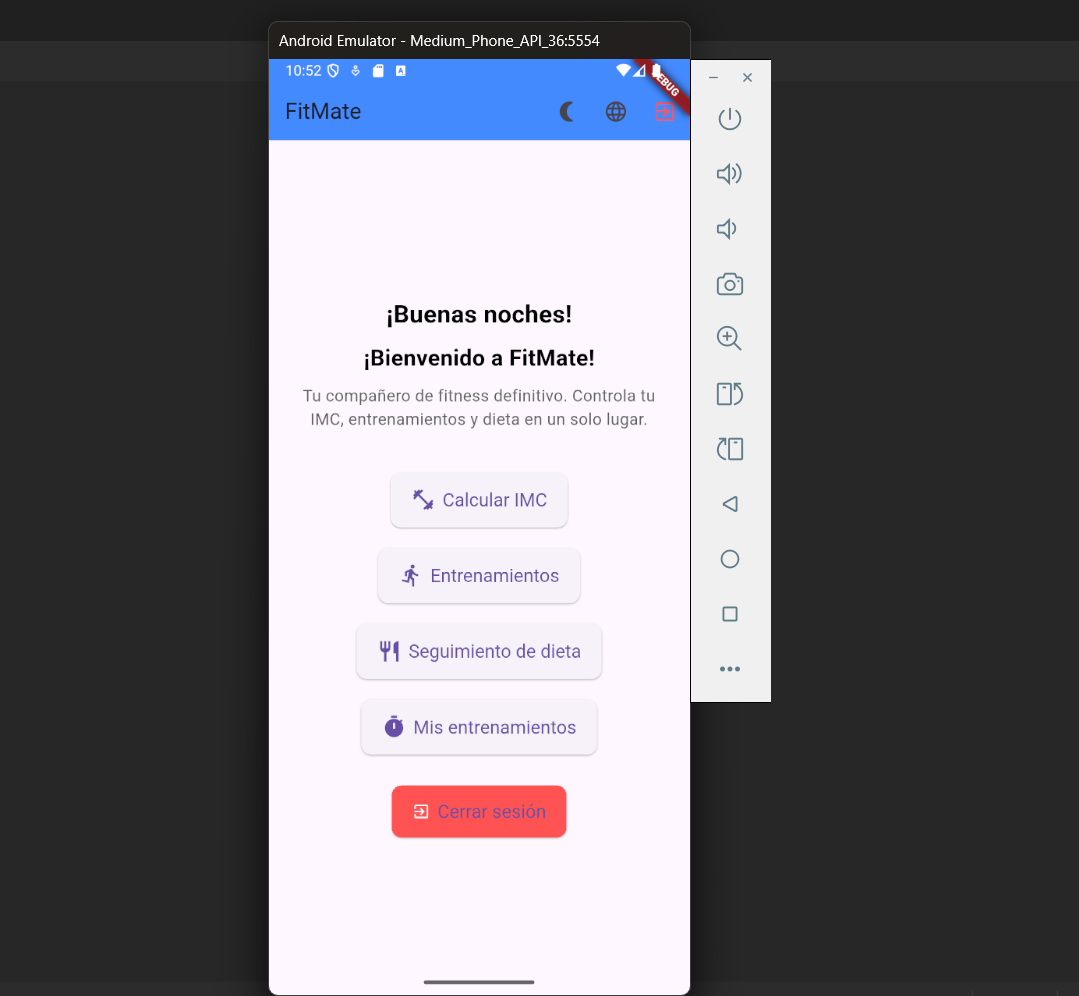 Android Emulator - Medium_Phone_API_36:5554
10:52
A
DEBUG
FitMate
¡Buenas noches!
¡Bienvenido a FitMate!
Tu compañero de fitness definitivo. Controla tu
IMC, entrenamientos y dieta en un solo lugar.
Calcular IMC
Entrenamientos
Seguimiento de dieta
Mis entrenamientos
Cerrar sesión